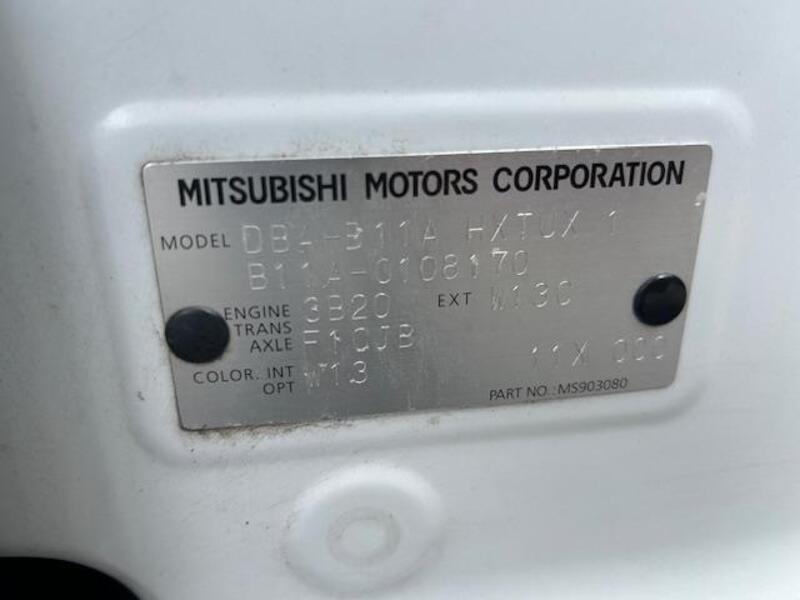 MITSUBISHI MOTORS CORPORATION
MODEL DBA-B11A HXTUX 1
B11A-0108170
ENGINE 3B20 EXT W13C
TRANS
AXLE F1CJB
COLOR. INT W13 11X 000
OPT
PART NO.:MS903080